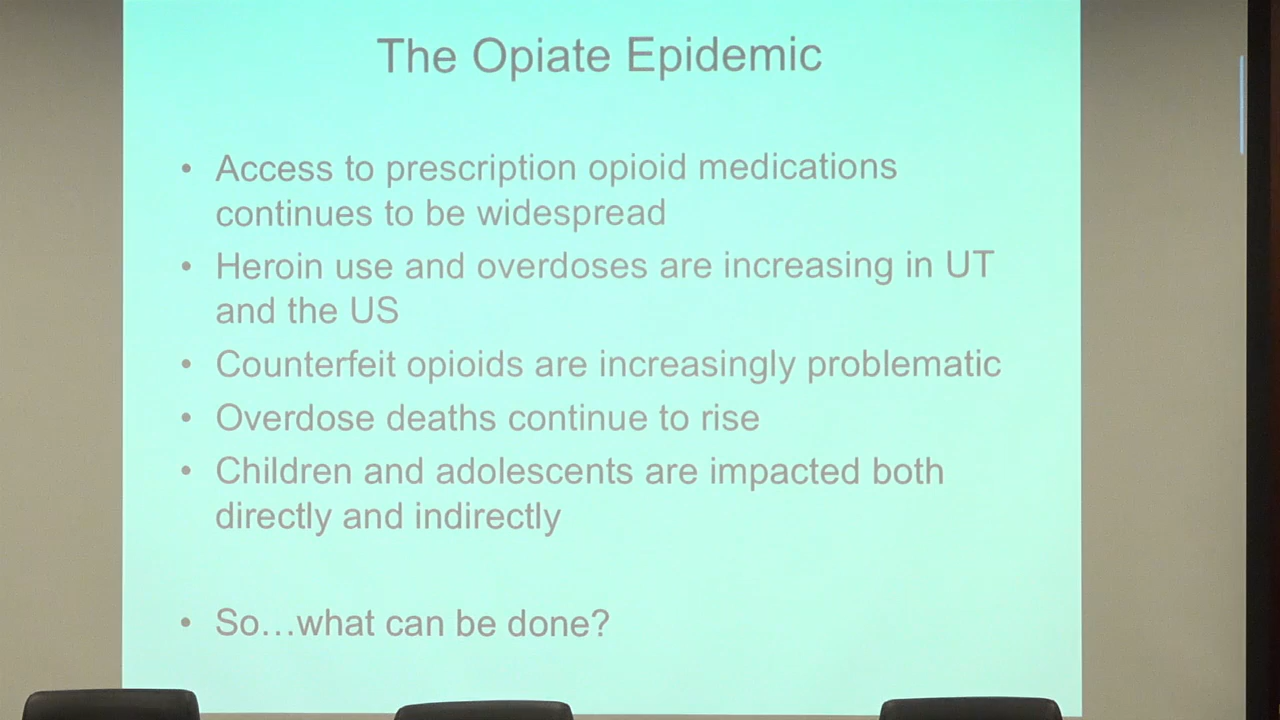 The Opiate Epidemic
• Access to prescription opioid medications
continues to be widespread
• Heroin use and overdoses are increasing in UT
and the US
• Counterfeit opioids are increasingly problematic
• Overdose deaths continue to rise
• Children and adolescents are impacted both
directly and indirectly
• So…what can be done?